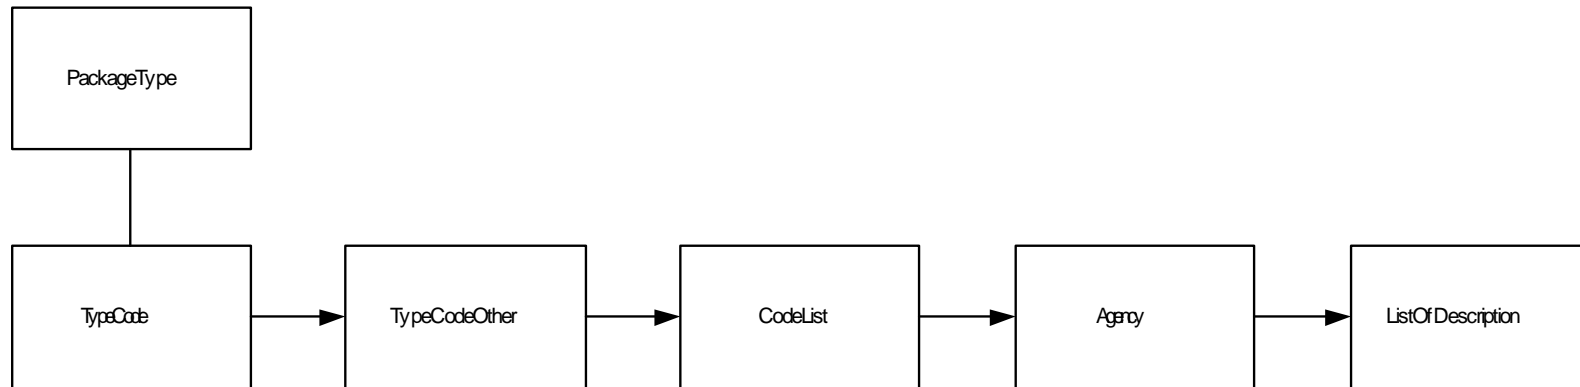 PackageType
TypeCode
TypeCodeOther
CodeList
Agency
ListOfDescription